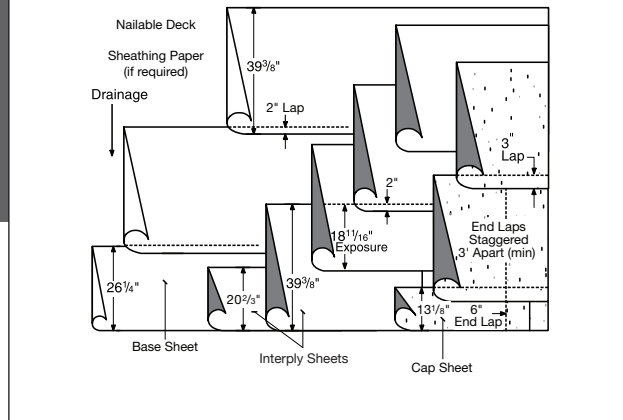 Nailable Deck
Sheathing Paper
(if required)
Drainage
39³/₈"
2" Lap
3"
Lap
2"
18¹¹/₁₆"
Exposure
End Laps
Staggered
3' Apart (min)
26¹/₄"
20²/₃"
39³/₈"
13¹/₈"
6"
End Lap
Base Sheet
Interply Sheets
Cap Sheet